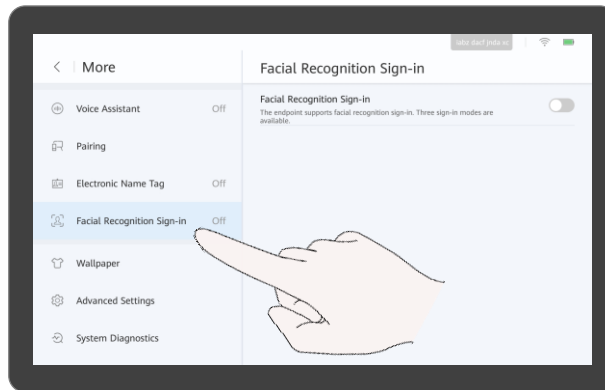 More
Voice Assistant Off
Pairing
Electronic Name Tag Off
Facial Recognition Sign-in Off
Wallpaper
Advanced Settings
System Diagnostics
Facial Recognition Sign-in
Facial Recognition Sign-in
The endpoint supports facial recognition sign-in. Three sign-in modes are
available.